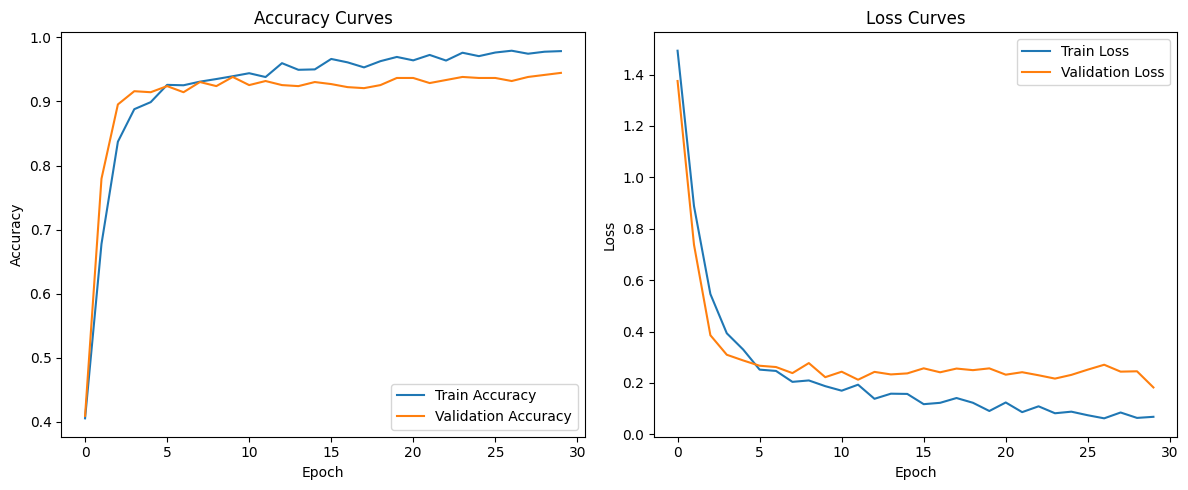 Accuracy Curves
1.0
0.9
0.8
0.7
0.6
0.5
0.4
Accuracy
0 5 10 15 20 25 30
Epoch
Train Accuracy
Validation Accuracy
Loss Curves
1.4
1.2
1.0
0.8
0.6
0.4
0.2
0.0
Loss
0 5 10 15 20 25 30
Epoch
Train Loss
Validation Loss